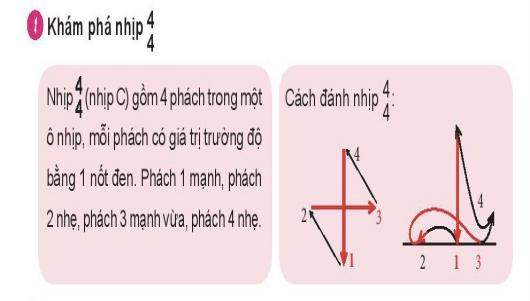 1 Khám phá nhịp 4/4
Nhịp 4/4 (nhịp C) gồm 4 phách trong một
ô nhịp, mỗi phách có giá trị trường độ
bằng 1 nốt đen. Phách 1 mạnh, phách
2 nhẹ, phách 3 mạnh vừa, phách 4 nhẹ.
Cách đánh nhịp 4/4:
4
2 3
1
4
2 1 3